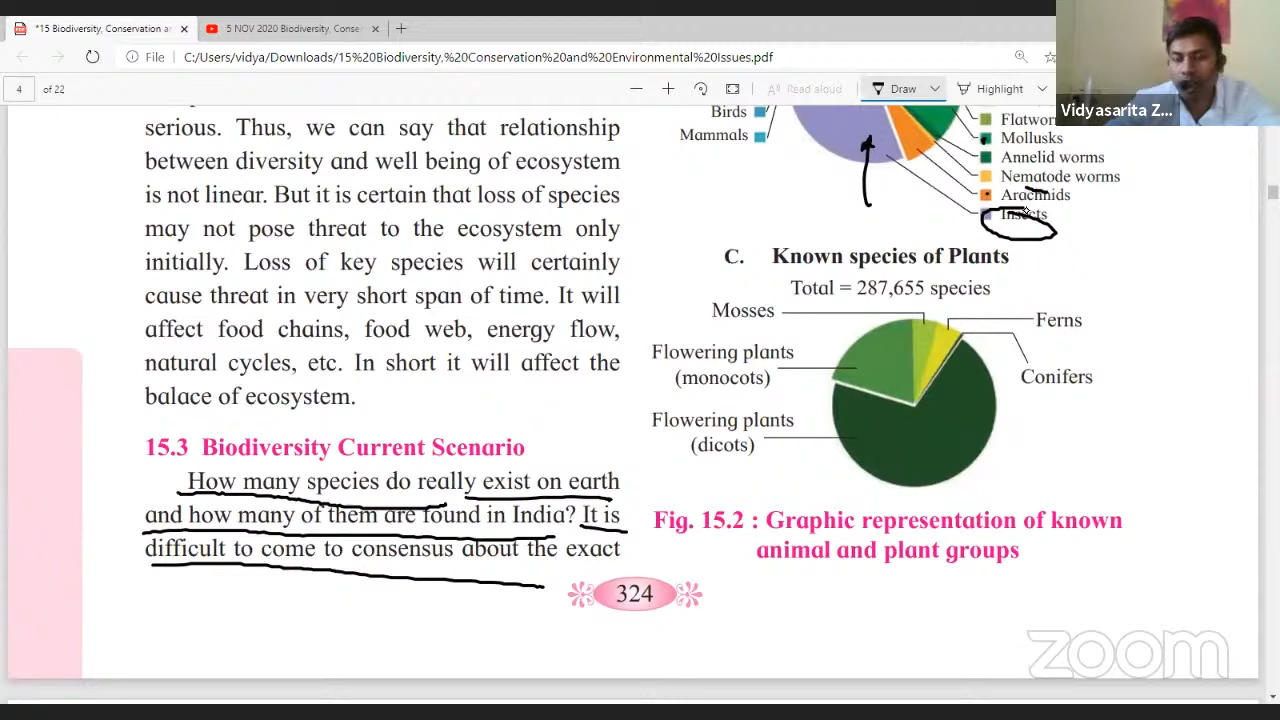 *15 Biodiversity, Conservation an
5 NOV 2020 Biodiversity, Conse
File
C:/Users/vidya/Downloads/15%20Biodiversity,%20Conservation%20and%20Environmental%20Issues.pdf
4 of 22
Read aloud
Draw
Highlight
Vidyasarita Z...
serious. Thus, we can say that relationship
between diversity and well being of ecosystem
is not linear. But it is certain that loss of species
may not pose threat to the ecosystem only
initially. Loss of key species will certainly
cause threat in very short span of time. It will
affect food chains, food web, energy flow,
natural cycles, etc. In short it will affect the
balace of ecosystem.
15.3 Biodiversity Current Scenario
How many species do really exist on earth
and how many of them are found in India? It is
difficult to come to consensus about the exact
Birds
Mammals
Flatworm
Mollusks
Annelid worms
Nematode worms
Arachnids
Insects
C. Known species of Plants
Total = 287,655 species
Mosses
Ferns
Flowering plants
(monocots)
Conifers
Flowering plants
(dicots)
Fig. 15.2 : Graphic representation of known
animal and plant groups
324
zoom